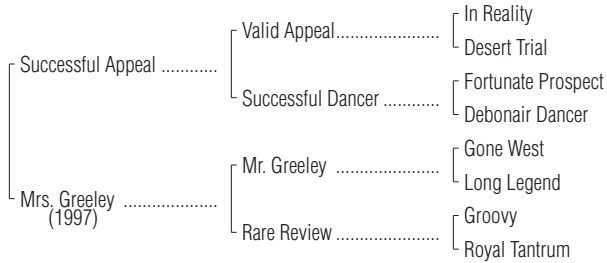 In Reality
Valid Appeal
Desert Trial
Successful Appeal
Fortunate Prospect
Successful Dancer
Debonair Dancer
Gone West
Mr. Greeley
Long Legend
Mrs. Greeley
(1997)
Groovy
Rare Review
Royal Tantrum